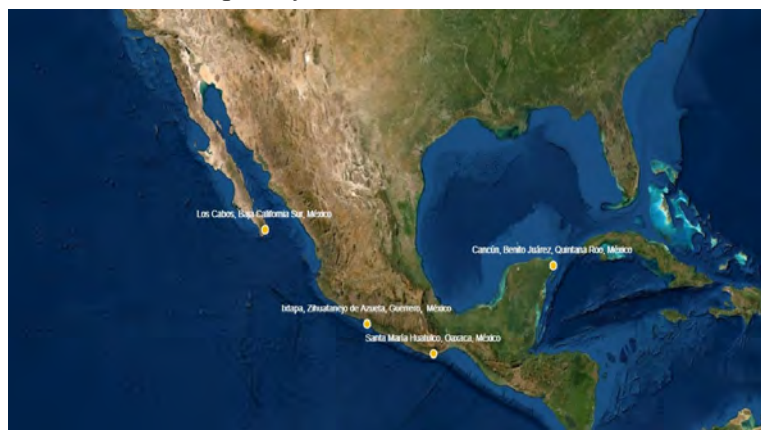 Los Cabos, Baja California Sur, México
Cancún, Benito Juárez, Quintana Roo, México
Ixtapa, Zihuatanejo de Azueta, Guerrero, México
Santa María Huatulco, Oaxaca, México